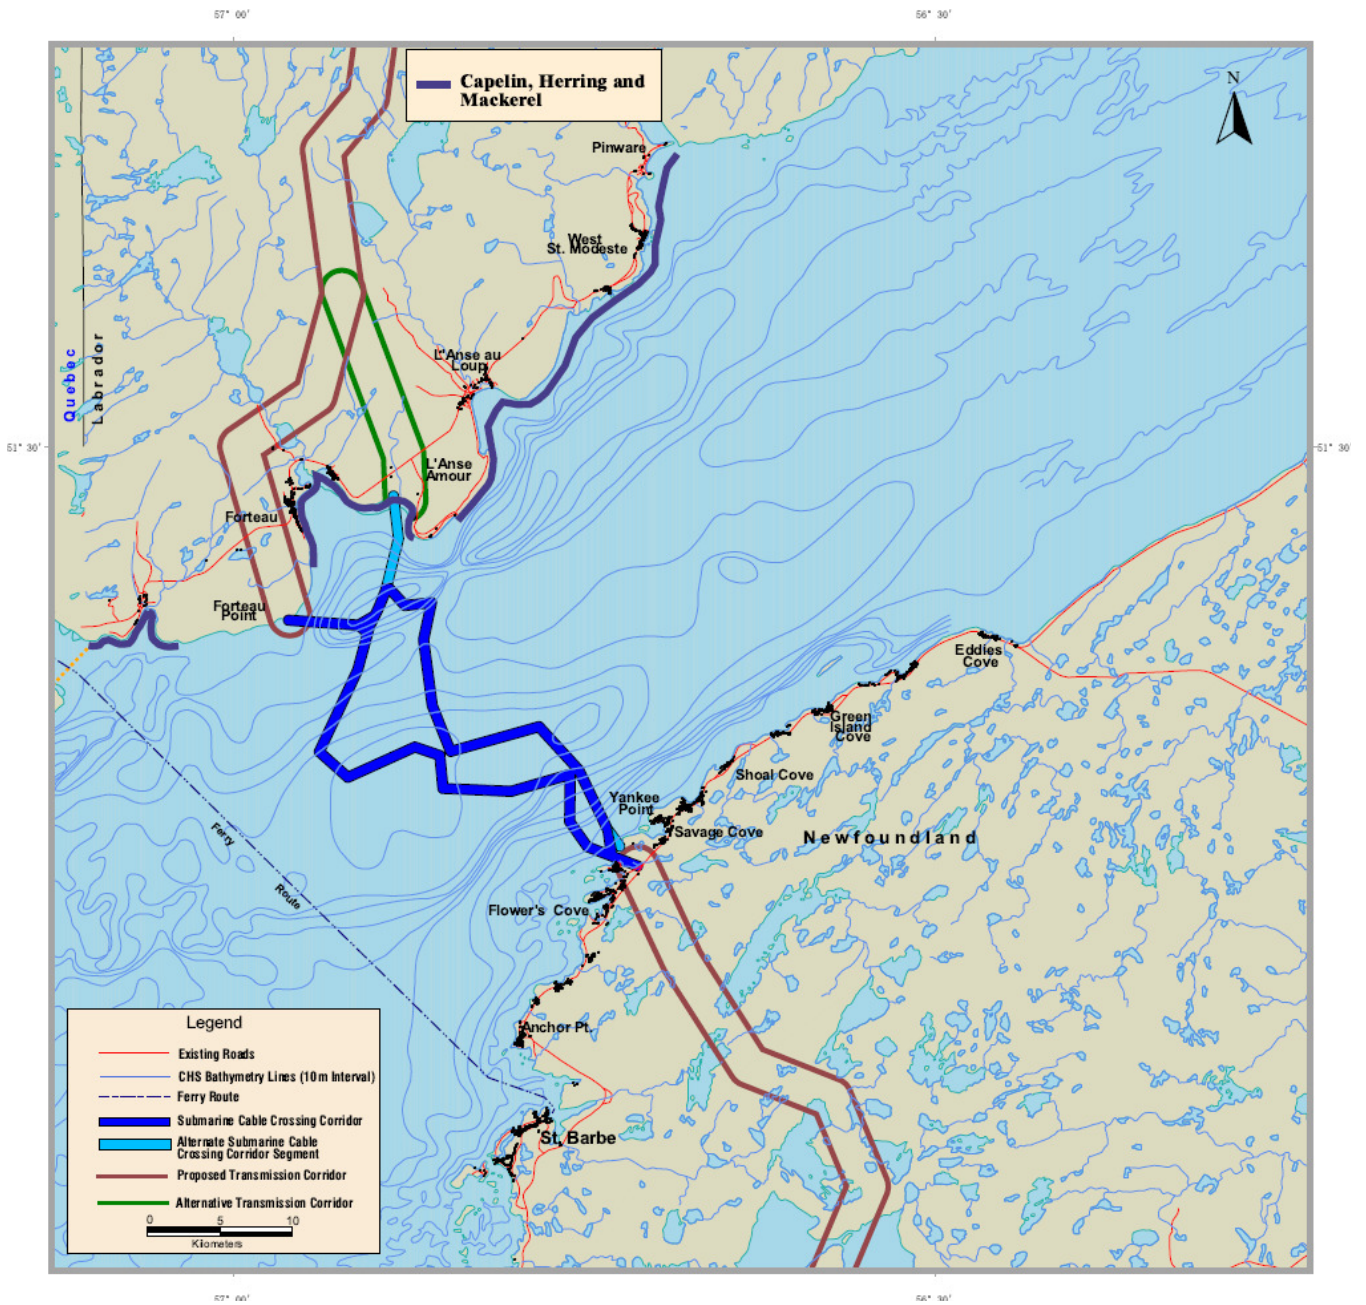 57° 00'
56° 30'
Capelin, Herring and
Mackerel
N
Pinware
West
St. Modeste
L'Anse au
Loup
Quebec
Labrador
51° 30'
51° 30'
L'Anse
Amour
Forteau
Forteau
Point
Eddies
Cove
Green
Island
Cove
Shoal Cove
Yankee
Point
Savage Cove
Newfoundland
Ferry
Route
Flower's Cove
Anchor Pt.
St. Barbe
Legend
Existing Roads
CHS Bathymetry Lines (10m Interval)
Ferry Route
Submarine Cable Crossing Corridor
Alternate Submarine Cable
Crossing Corridor Segment
Proposed Transmission Corridor
Alternative Transmission Corridor
0 5 10
Kilometers
57° 00'
56° 30'